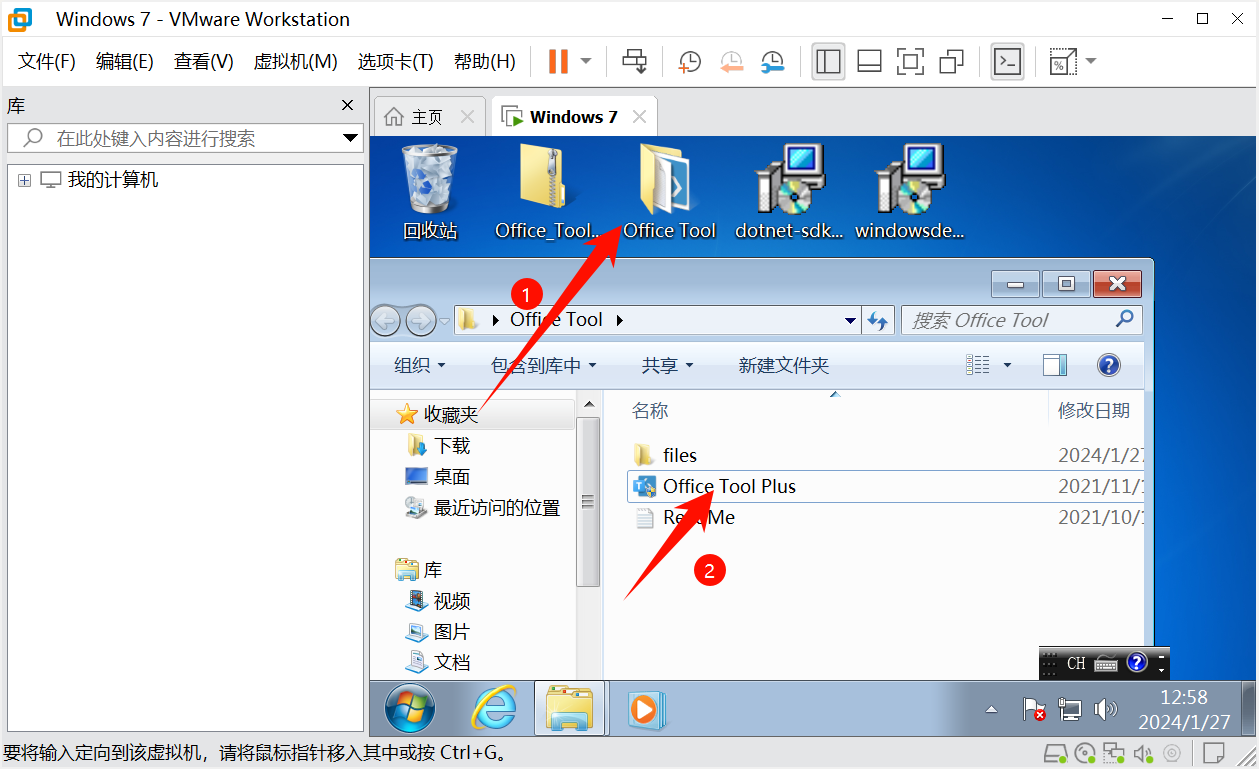 Windows 7 - VMware Workstation
文件(F) 编辑(E) 查看(V) 虚拟机(M) 选项卡(T) 帮助(H)
库
在此处键入内容进行搜索
我的计算机
主页
Windows 7
回收站
Office_Tool...
Office Tool
dotnet-sdk...
windowsde...
1
Office Tool
搜索 Office Tool
组织 包含到库中 共享 新建文件夹
收藏夹
下载
桌面
最近访问的位置
库
视频
图片
文档
名称 修改日期
files 2024/1/27
Office Tool Plus 2021/11/1
ReadMe 2021/10/1
2
CH
12:58
2024/1/27
要将输入定向到该虚拟机，请将鼠标指针移入其中或按 Ctrl+G。